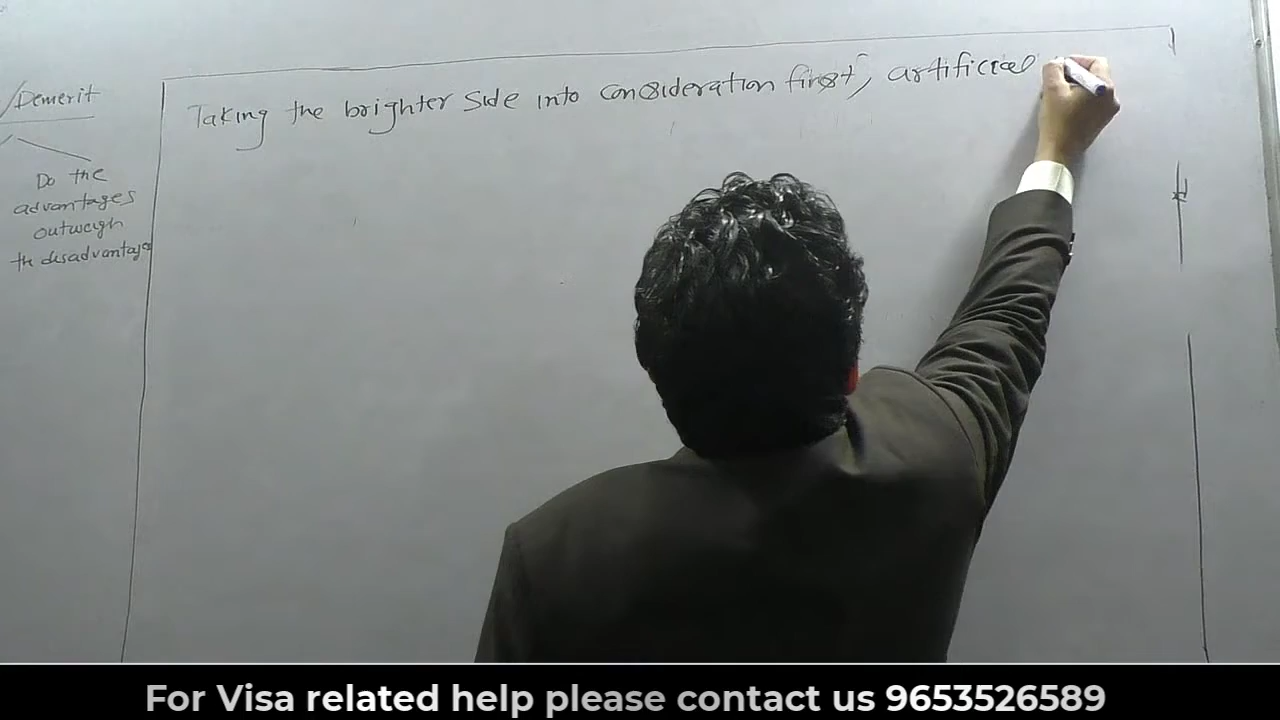 /Demerit
Do the
advantages
outweigh
the disadvantage
Taking the brighter side into consideration first, artificial
For Visa related help please contact us 9653526589